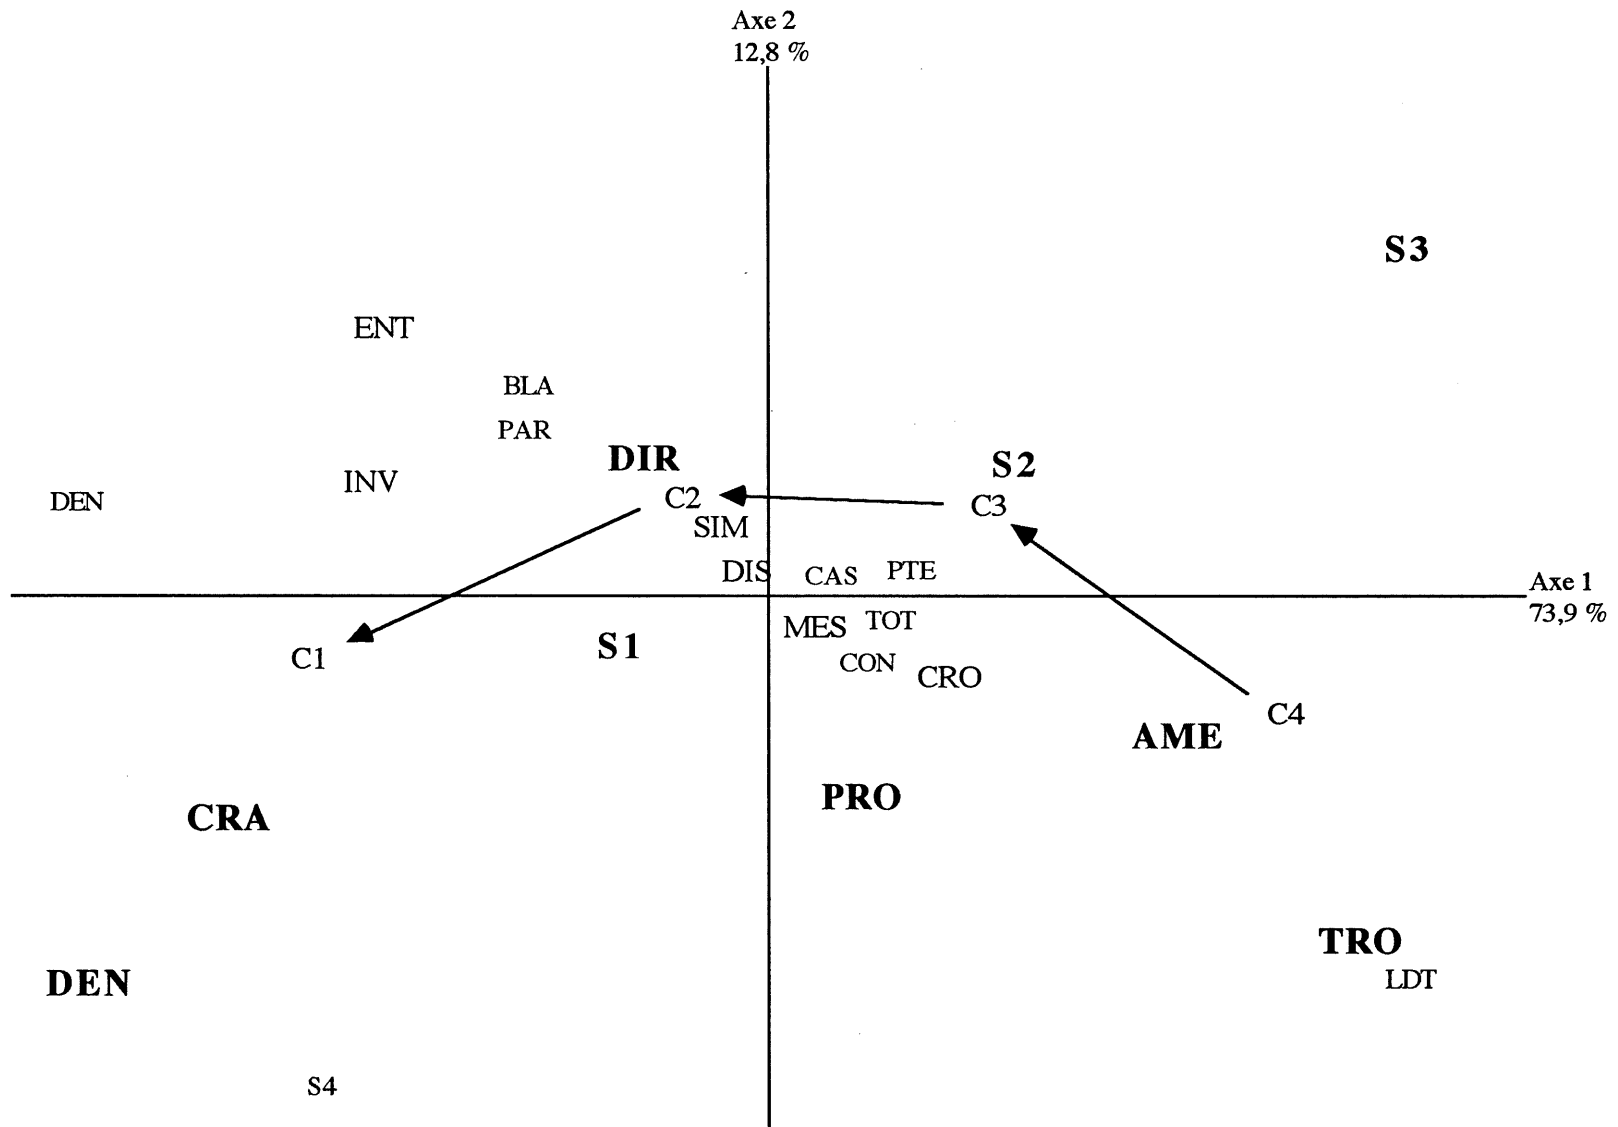 Axe 2
12,8 %
S3
ENT
BLA
PAR
DIR
S2
INV
DEN
C2
C3
SIM
DIS
CAS
PTE
Axe 1
73,9 %
MES
TOT
S1
C1
CON
CRO
C4
AME
PRO
CRA
TRO
LDT
DEN
S4